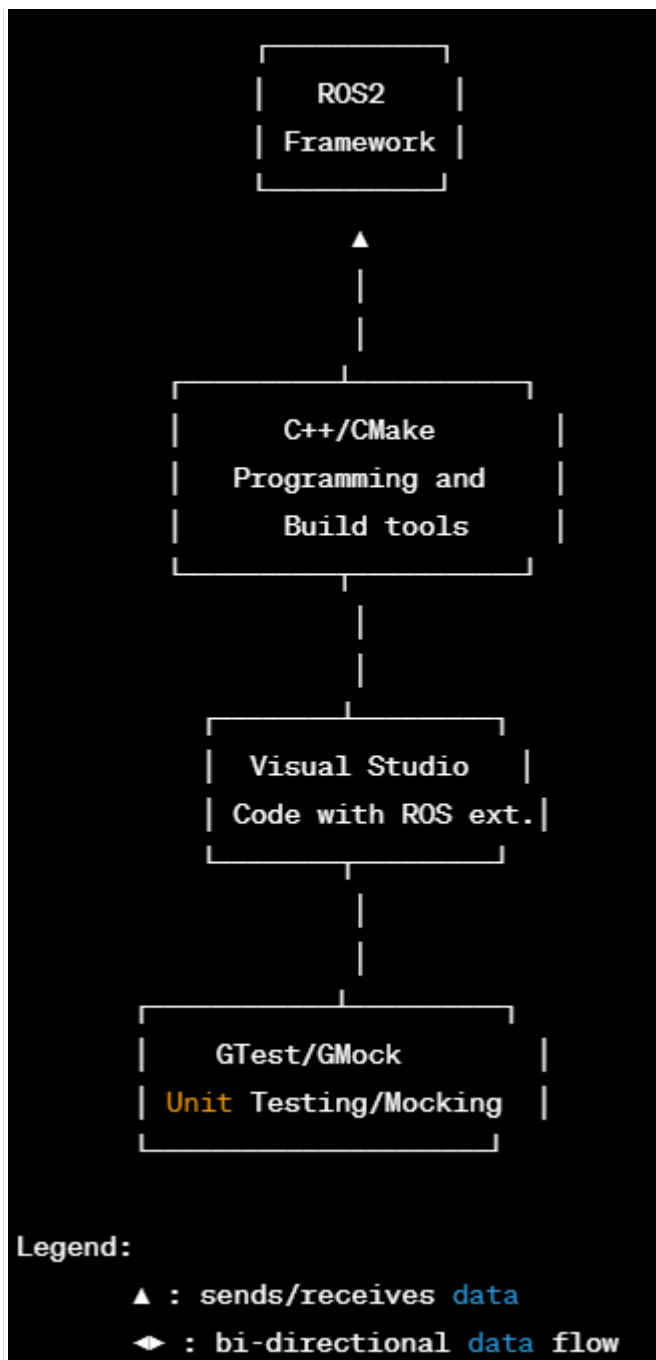 ROS2
Framework
▲
C++/CMake
Programming and
Build tools
Visual Studio
Code with ROS ext.
GTest/GMock
Unit Testing/Mocking
Legend:
▲ : sends/receives data
◄► : bi-directional data flow